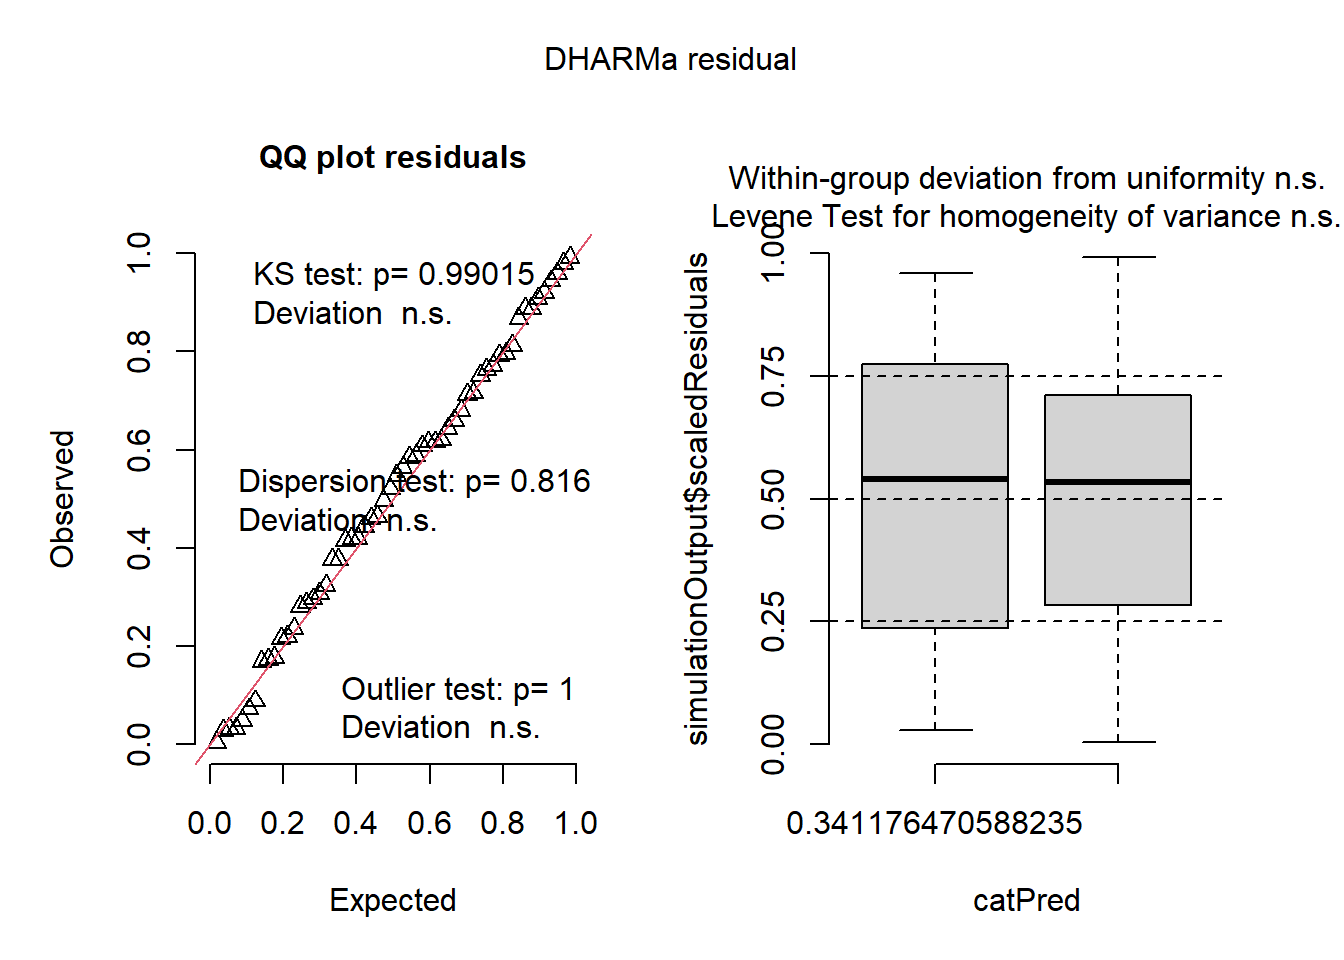 DHARMa residual
QQ plot residuals
KS test: p= 0.99015
Deviation  n.s.
Dispersion test: p= 0.816
Deviation  n.s.
Outlier test: p= 1
Deviation  n.s.
Observed
0.0
0.2
0.4
0.6
0.8
1.0
0.0 0.2 0.4 0.6 0.8 1.0
Expected
Within-group deviation from uniformity n.s.
Levene Test for homogeneity of variance n.s.
simulationOutput$scaledResiduals
0.00
0.25
0.50
0.75
1.00
0.341176470588235
catPred